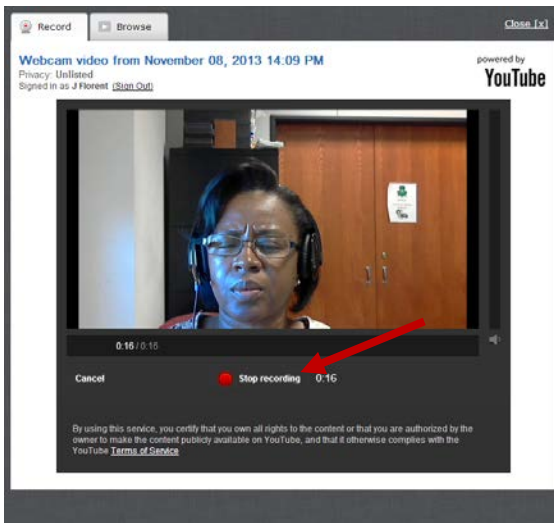 Record Browse Close [x]
Webcam video from November 08, 2013 14:09 PM
Privacy: Unlisted
Signed in as J Florent (Sign Out)
powered by
YouTube
0:16 / 0:16
Cancel Stop recording 0:16
By using this service, you certify that you own all rights to the content or that you are authorized by the
owner to make the content publicly available on YouTube, and that it otherwise complies with the
YouTube Terms of Service